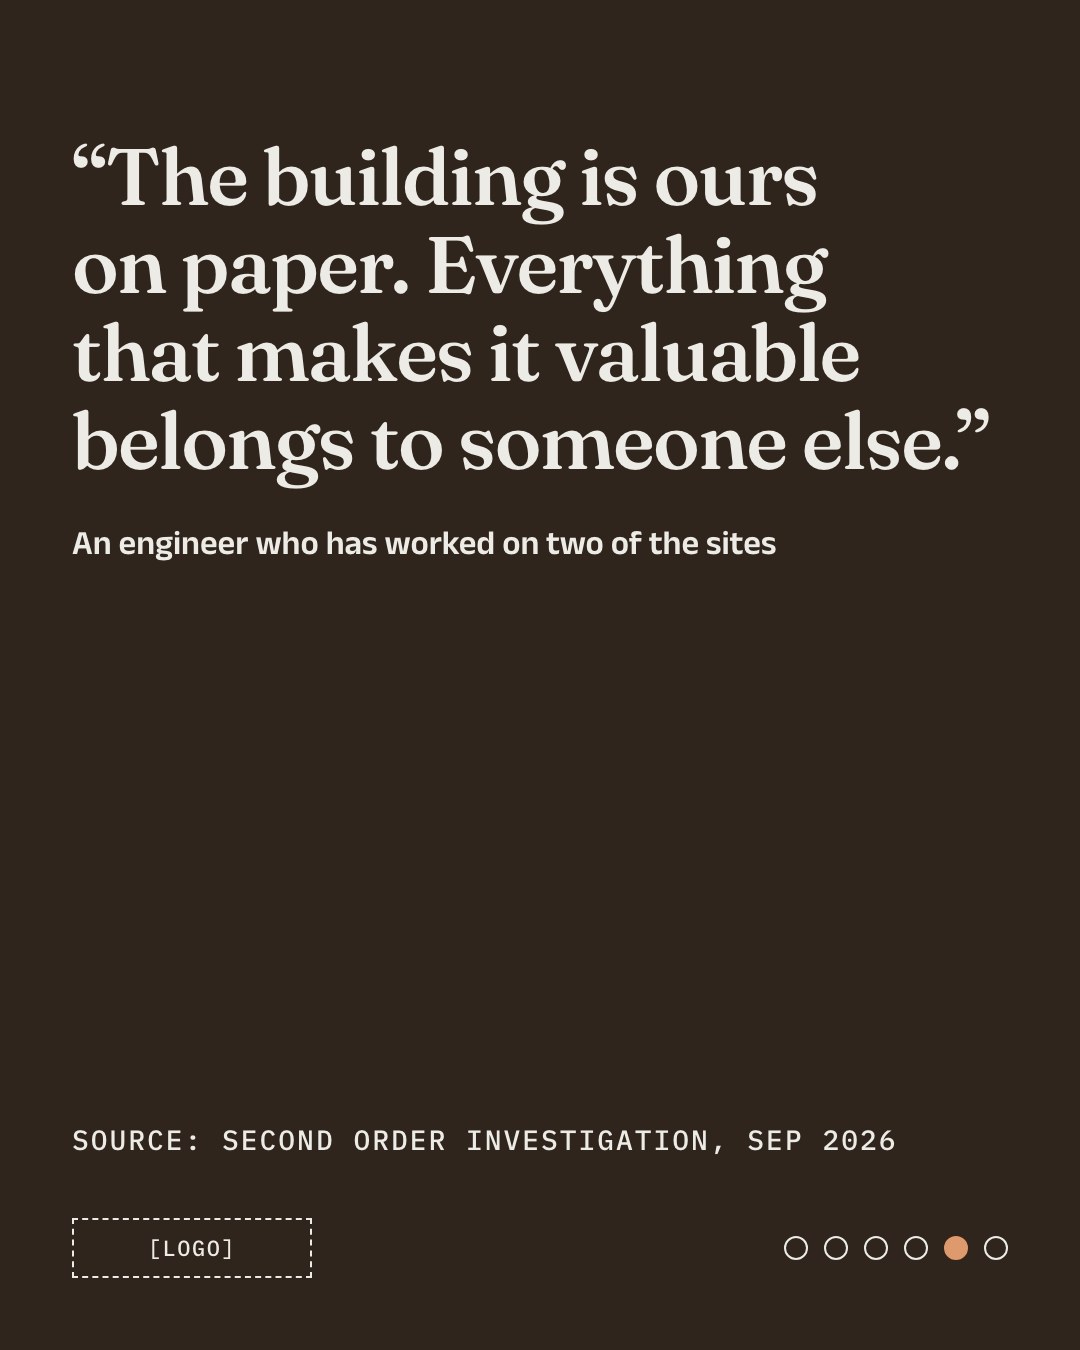 “The building is ours
on paper. Everything
that makes it valuable
belongs to someone else.”
An engineer who has worked on two of the sites
SOURCE: SECOND ORDER INVESTIGATION, SEP 2026
[LOGO]